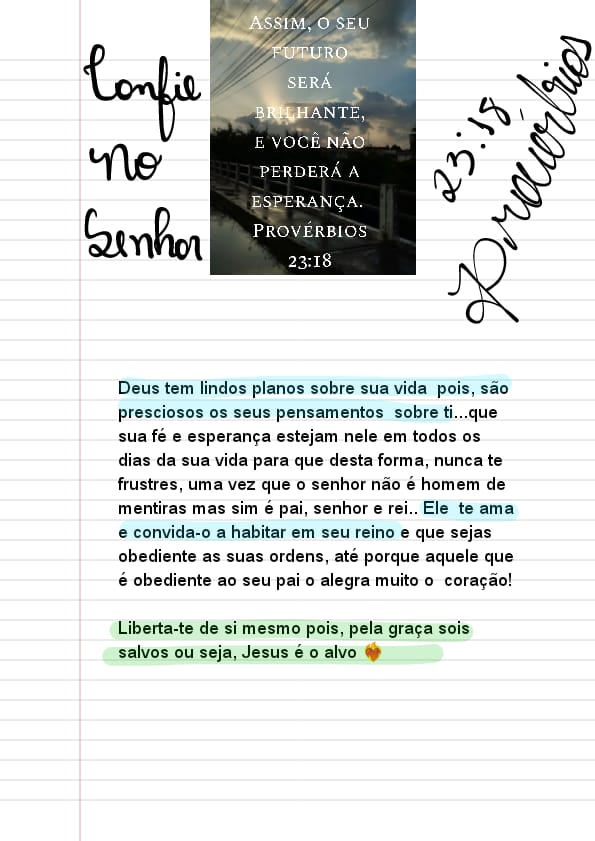 Confie
no
Senhor
Assim, o seu
futuro
será
brilhante,
e você não
perderá a
esperança.
Provérbios
23:18
23:18
Provérbios
Deus tem lindos planos sobre sua vida pois, são
presciosos os seus pensamentos sobre ti...que
sua fé e esperança estejam nele em todos os
dias da sua vida para que desta forma, nunca te
frustres, uma vez que o senhor não é homem de
mentiras mas sim é pai, senhor e rei.. Ele te ama
e convida-o a habitar em seu reino e que sejas
obediente as suas ordens, até porque aquele que
é obediente ao seu pai o alegra muito o coração!
Liberta-te de si mesmo pois, pela graça sois
salvos ou seja, Jesus é o alvo ❤️‍🔥